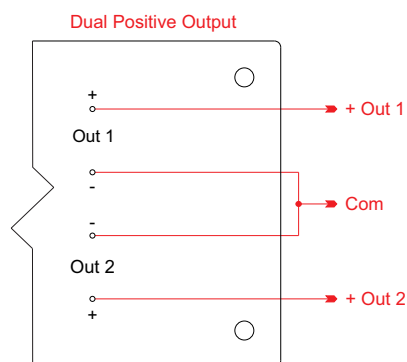 Dual Positive Output
+
+ Out 1
Out 1
-
Com
-
Out 2
+ Out 2
+